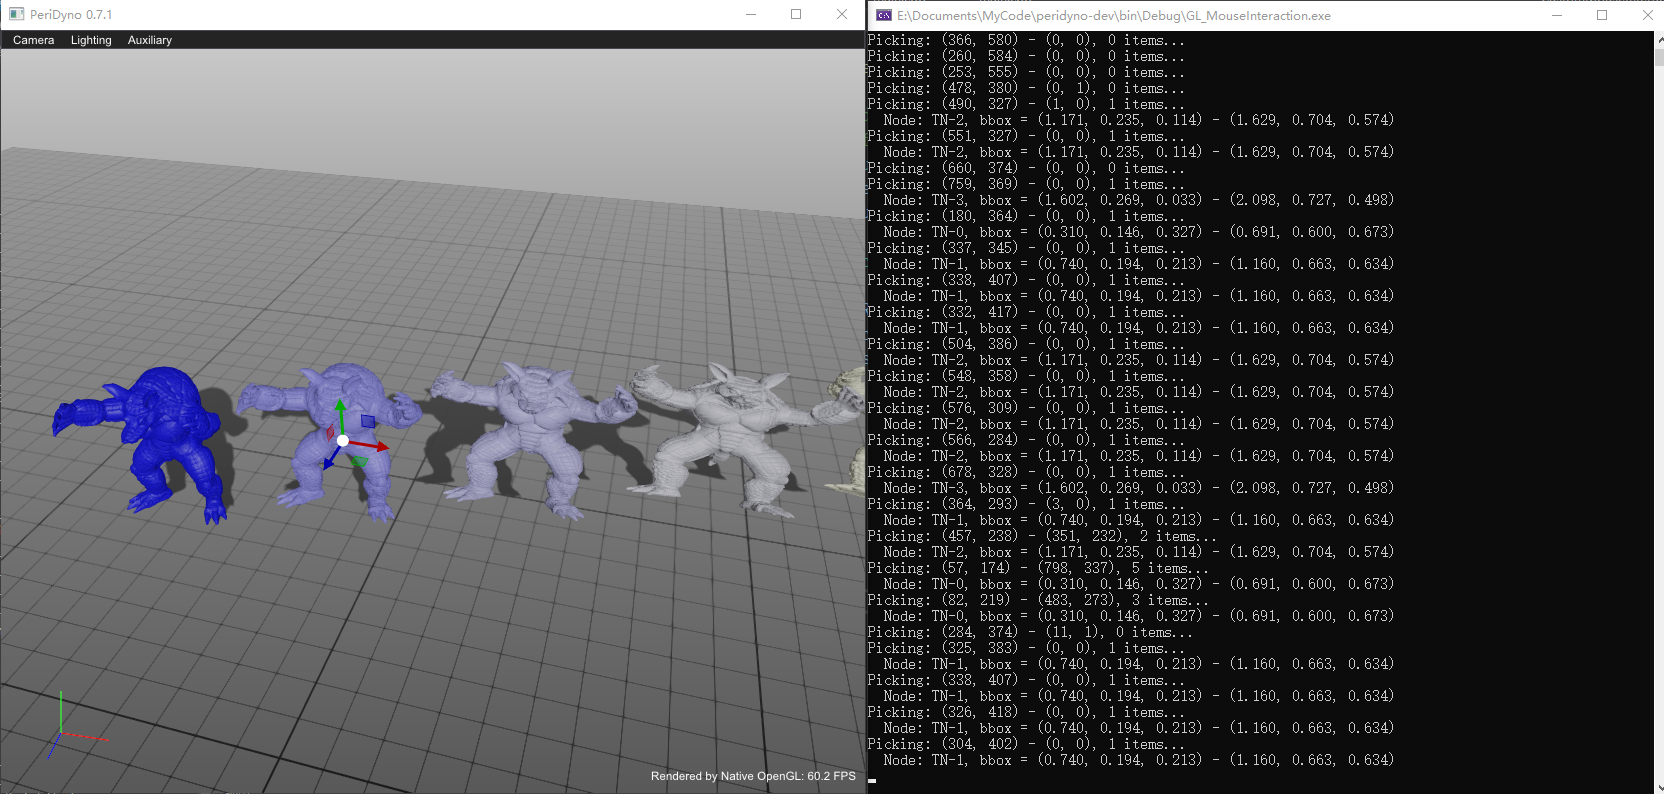 PeriDyno 0.7.1
Camera Lighting Auxiliary
Rendered by Native OpenGL: 60.2 FPS
E:\Documents\MyCode\peridyno-dev\bin\Debug\GL_MouseInteraction.exe
Picking: (366, 580) - (0, 0), 0 items...
Picking: (260, 584) - (0, 0), 0 items...
Picking: (253, 555) - (0, 0), 0 items...
Picking: (478, 380) - (0, 1), 0 items...
Picking: (490, 327) - (1, 0), 1 items...
Node: TN-2, bbox = (1.171, 0.235, 0.114) - (1.629, 0.704, 0.574)
Picking: (551, 327) - (0, 0), 1 items...
Node: TN-2, bbox = (1.171, 0.235, 0.114) - (1.629, 0.704, 0.574)
Picking: (660, 374) - (0, 0), 0 items...
Picking: (759, 369) - (0, 0), 1 items...
Node: TN-3, bbox = (1.602, 0.269, 0.033) - (2.098, 0.727, 0.498)
Picking: (180, 364) - (0, 0), 1 items...
Node: TN-0, bbox = (0.310, 0.146, 0.327) - (0.691, 0.600, 0.673)
Picking: (337, 345) - (0, 0), 1 items...
Node: TN-1, bbox = (0.740, 0.194, 0.213) - (1.160, 0.663, 0.634)
Picking: (338, 407) - (0, 0), 1 items...
Node: TN-1, bbox = (0.740, 0.194, 0.213) - (1.160, 0.663, 0.634)
Picking: (332, 417) - (0, 0), 1 items...
Node: TN-1, bbox = (0.740, 0.194, 0.213) - (1.160, 0.663, 0.634)
Picking: (504, 386) - (0, 0), 1 items...
Node: TN-2, bbox = (1.171, 0.235, 0.114) - (1.629, 0.704, 0.574)
Picking: (548, 358) - (0, 0), 1 items...
Node: TN-2, bbox = (1.171, 0.235, 0.114) - (1.629, 0.704, 0.574)
Picking: (576, 309) - (0, 0), 1 items...
Node: TN-2, bbox = (1.171, 0.235, 0.114) - (1.629, 0.704, 0.574)
Picking: (566, 284) - (0, 0), 1 items...
Node: TN-2, bbox = (1.171, 0.235, 0.114) - (1.629, 0.704, 0.574)
Picking: (678, 328) - (0, 0), 1 items...
Node: TN-3, bbox = (1.602, 0.269, 0.033) - (2.098, 0.727, 0.498)
Picking: (364, 293) - (3, 0), 1 items...
Node: TN-1, bbox = (0.740, 0.194, 0.213) - (1.160, 0.663, 0.634)
Picking: (457, 238) - (351, 232), 2 items...
Node: TN-2, bbox = (1.171, 0.235, 0.114) - (1.629, 0.704, 0.574)
Picking: (57, 174) - (798, 337), 5 items...
Node: TN-0, bbox = (0.310, 0.146, 0.327) - (0.691, 0.600, 0.673)
Picking: (82, 219) - (483, 273), 3 items...
Node: TN-0, bbox = (0.310, 0.146, 0.327) - (0.691, 0.600, 0.673)
Picking: (284, 374) - (11, 1), 0 items...
Picking: (325, 383) - (0, 0), 1 items...
Node: TN-1, bbox = (0.740, 0.194, 0.213) - (1.160, 0.663, 0.634)
Picking: (338, 407) - (0, 0), 1 items...
Node: TN-1, bbox = (0.740, 0.194, 0.213) - (1.160, 0.663, 0.634)
Picking: (326, 418) - (0, 0), 1 items...
Node: TN-1, bbox = (0.740, 0.194, 0.213) - (1.160, 0.663, 0.634)
Picking: (304, 402) - (0, 0), 1 items...
Node: TN-1, bbox = (0.740, 0.194, 0.213) - (1.160, 0.663, 0.634)